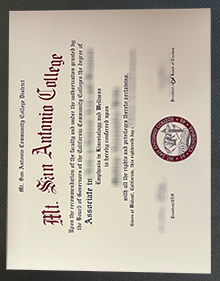 Mt. San Antonio Community College District
Mt. San Antonio College
Upon the recommendation of the faculty and under the authorization granted by
the Board of Governors of the California Community Colleges the degree of
Associate in
Emphasis in Kinesiology and Wellness
is hereby conferred upon
with all the rights and privileges thereto pertaining.
Given at Walnut, California, this eighteenth day
President, Board of Trustees
President/CEO